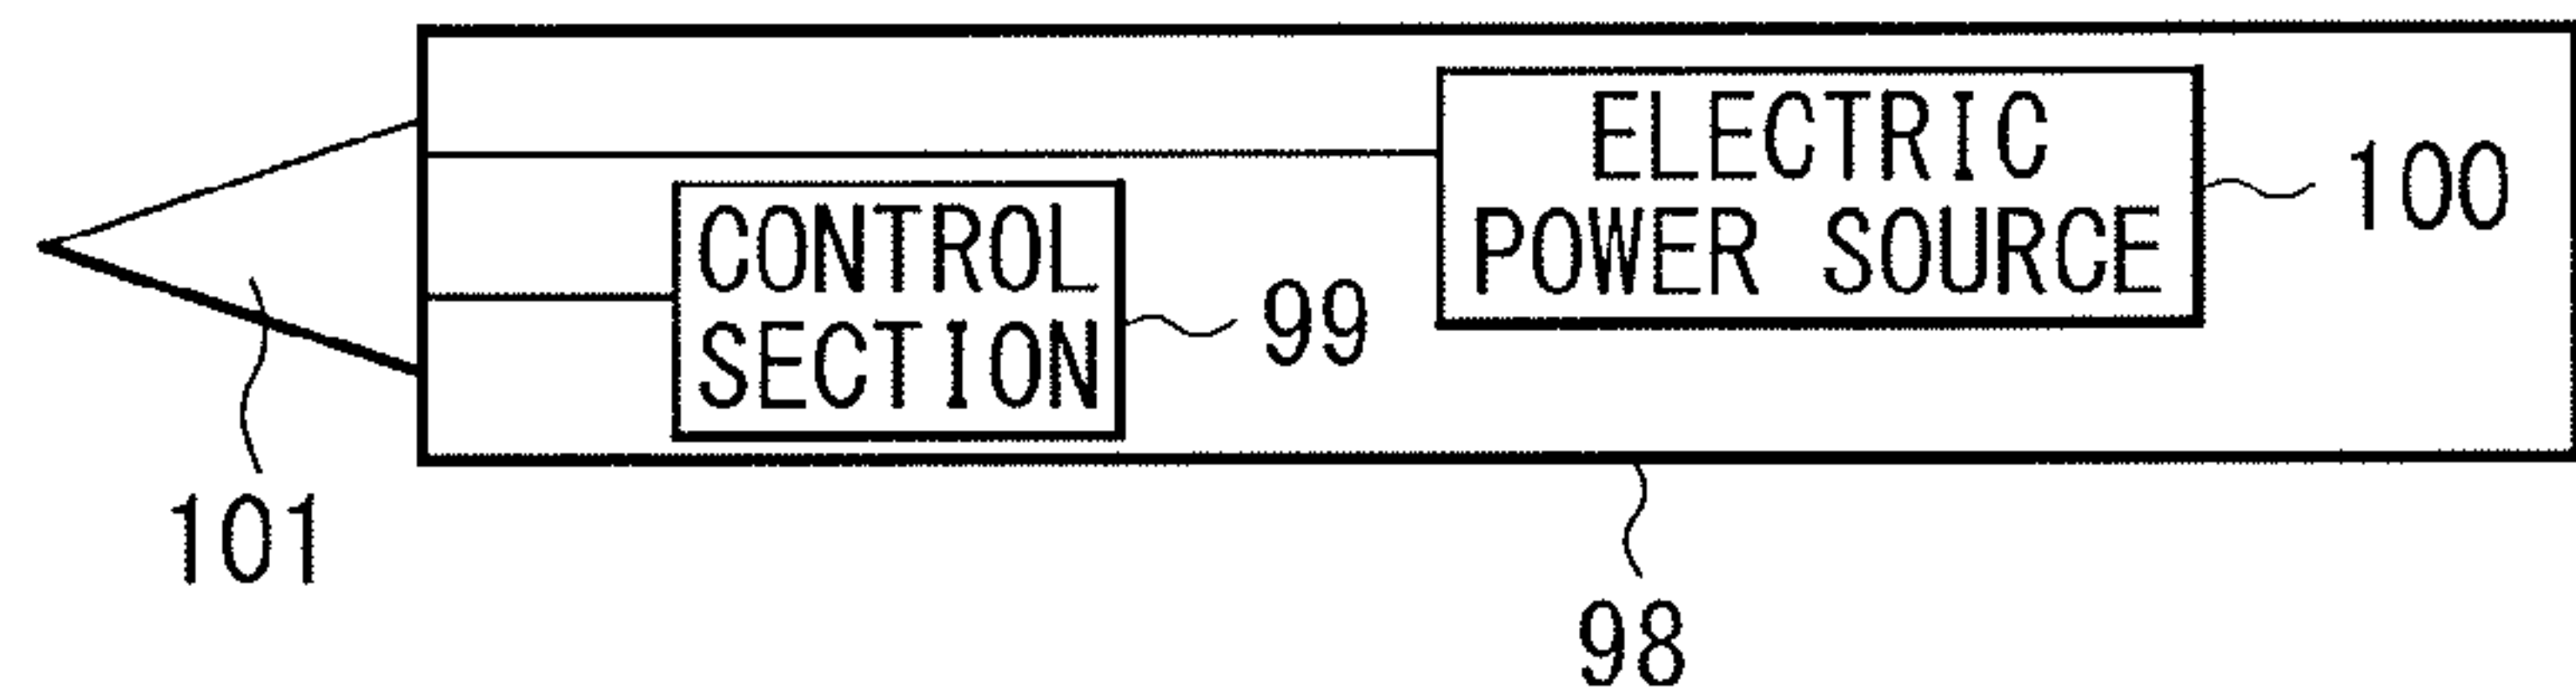 ELECTRIC
POWER SOURCE
100
CONTROL
SECTION
99
101
98